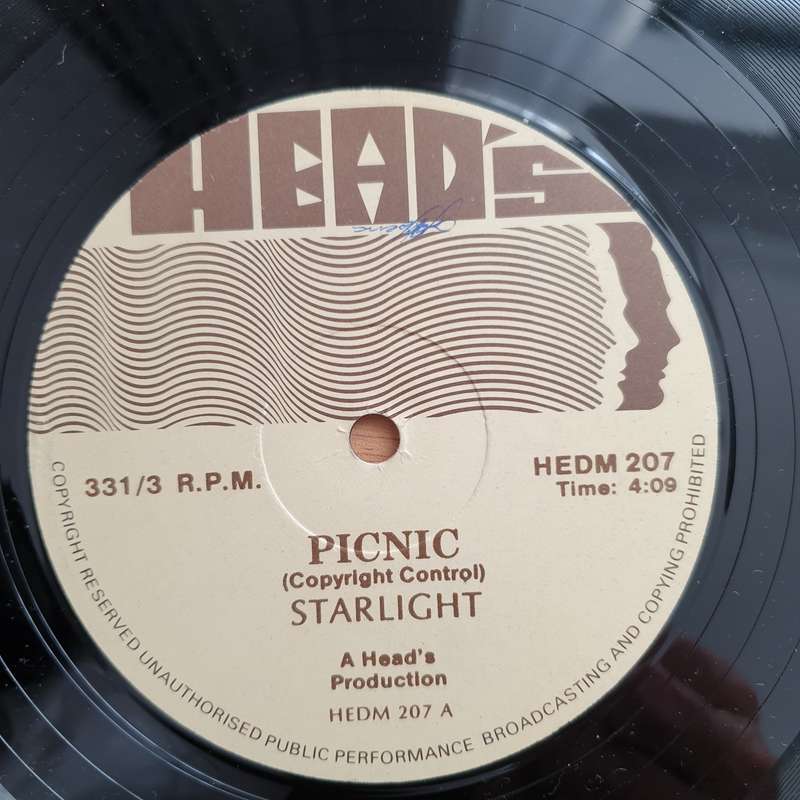 HEAD'S
331/3 R.P.M.
HEDM 207
Time: 4:09
PICNIC
(Copyright Control)
STARLIGHT
A Head's
Production
HEDM 207 A
COPYRIGHT RESERVED UNAUTHORISED PUBLIC PERFORMANCE BROADCASTING AND COPYING PROHIBITED